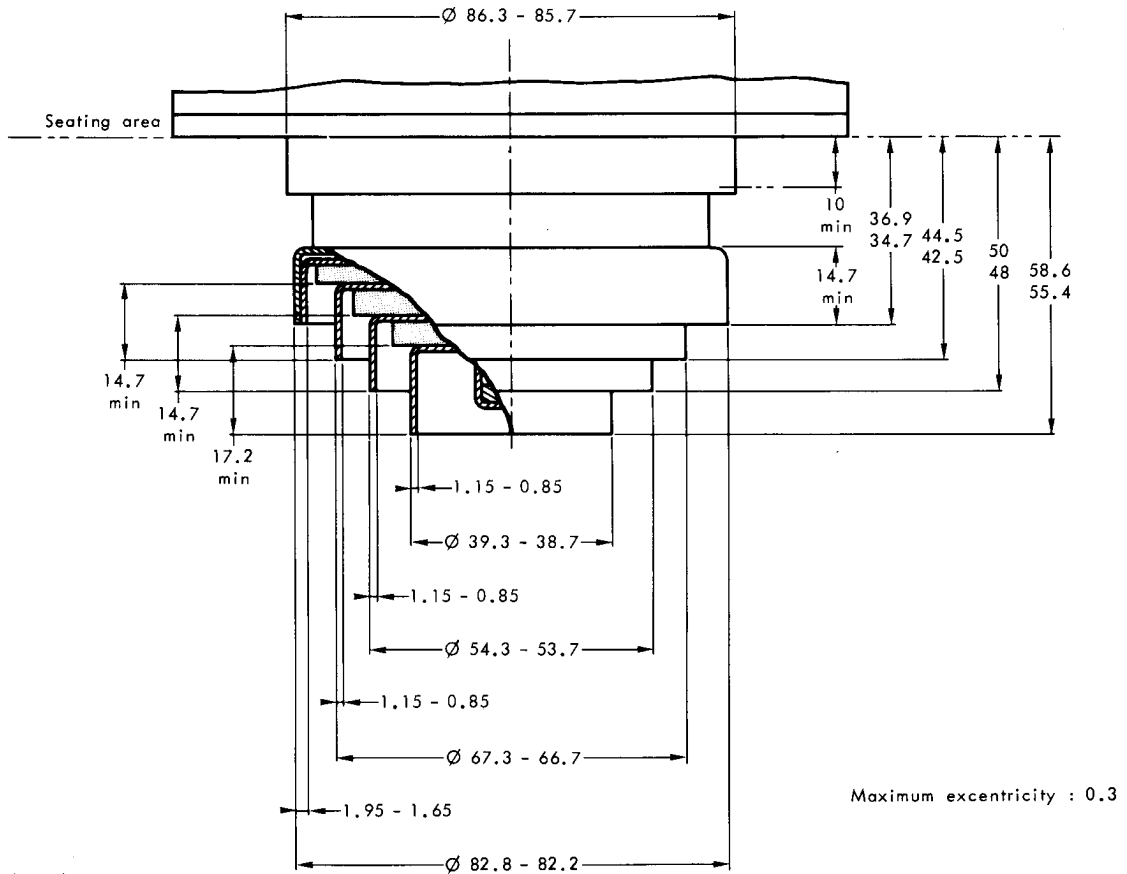 Ø 86.3 - 85.7
Seating area
10
min
36.9
34.7
44.5
42.5
50
48
58.6
55.4
14.7
min
14.7
min
14.7
min
17.2
min
1.15 - 0.85
Ø 39.3 - 38.7
1.15 - 0.85
Ø 54.3 - 53.7
1.15 - 0.85
Ø 67.3 - 66.7
1.95 - 1.65
Maximum excentricity : 0.3
Ø 82.8 - 82.2